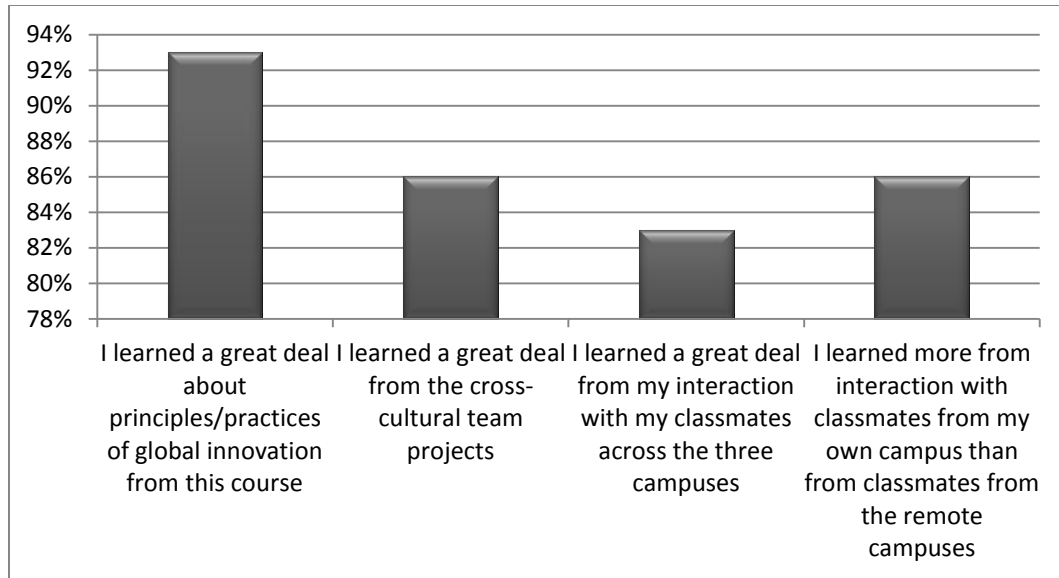 94%
92%
90%
88%
86%
84%
82%
80%
78%
I learned a great deal
about
principles/practices
of global innovation
from this course
I learned a great deal
from the cross-
cultural team
projects
I learned a great deal
from my interaction
with my classmates
across the three
campuses
I learned more from
interaction with
classmates from my
own campus than
from classmates from
the remote
campuses